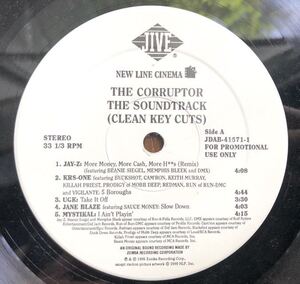 JIVE
NEW LINE CINEMA
THE CORRUPTOR
THE SOUNDTRACK
(CLEAN KEY CUTS)
STEREO
33 1/3 RPM
Side A
JDAB-41571-1
FOR PROMOTIONAL
USE ONLY
1. JAY-Z: More Money, More Cash, More H**s (Remix)
(featuring BEANIE SIEGEL, MEMPHIS BLEEK and DMX) 4:08
2. KRS-ONE featuring BUCKSHOT, CAM'RON, KEITH MURRAY,
KILLAH PRIEST, PRODIGY of MOBB DEEP, REDMAN, RUN of RUN-DMC
and VIGILANTE: 5 Boroughs 4:44
3. UGK: Take It Off 3:30
4. JANE BLAZE featuring SAUCE MONEY: Slow Down 3:21
5. MYSTIKAL: I Ain't Playin' 4:15
AN ORIGINAL SOUND RECORDING MADE BY
ZOMBA RECORDING CORPORATION